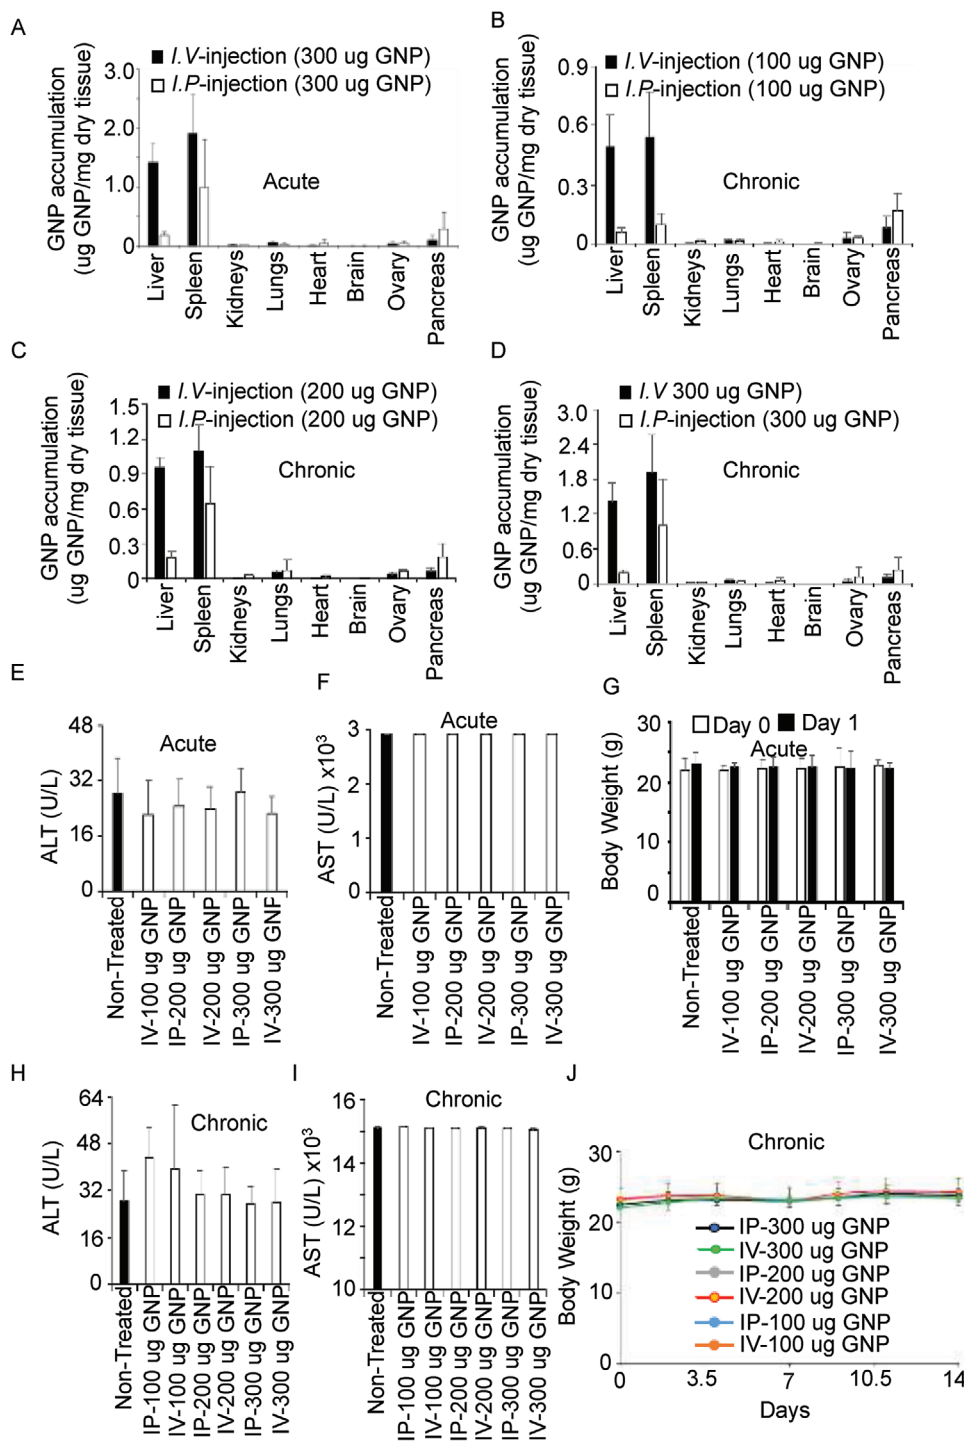 A
I.V-injection (300 ug GNP)
I.P-injection (300 ug GNP)
GNP accumulation
(ug GNP/mg dry tissue)
3.0
2.0
1.0
0
Acute
Liver
Spleen
Kidneys
Lungs
Heart
Brain
Ovary
Pancreas
B
I.V-injection (100 ug GNP)
I.P-injection (100 ug GNP)
GNP accumulation
(ug GNP/mg dry tissue)
0.9
0.6
0.3
0
Chronic
Liver
Spleen
Kidneys
Lungs
Heart
Brain
Ovary
Pancreas
C
I.V-injection (200 ug GNP)
I.P-injection (200 ug GNP)
GNP accumulation
(ug GNP/mg dry tissue)
1.5
1.2
0.9
0.6
0.3
0
Chronic
Liver
Spleen
Kidneys
Lungs
Heart
Brain
Ovary
Pancreas
D
I.V 300 ug GNP)
I.P-injection (300 ug GNP)
GNP accumulation
(ug GNP/mg dry tissue)
3.0
2.4
1.8
1.2
0.6
0
Chronic
Liver
Spleen
Kidneys
Lungs
Heart
Brain
Ovary
Pancreas
E
ALT (U/L)
48
32
16
0
Acute
Non-Treated
IV-100 ug GNP
IP-200 ug GNP
IV-200 ug GNP
IP-300 ug GNP
IV-300 ug GNP
F
AST (U/L) x10³
3
2
1
0
Acute
Non-Treated
IV-100 ug GNP
IP-200 ug GNP
IV-200 ug GNP
IP-300 ug GNP
IV-300 ug GNP
G
Body Weight (g)
30
20
10
0
Day 0
Day 1
Acute
Non-Treated
IV-100 ug GNP
IP-200 ug GNP
IV-200 ug GNP
IP-300 ug GNP
IV-300 ug GNP
H
ALT (U/L)
64
48
32
16
0
Chronic
Non-Treated
IP-100 ug GNP
IV-100 ug GNP
IP-200 ug GNP
IV-200 ug GNP
IP-300 ug GNP
IV-300 ug GNP
I
AST (U/L) x10³
16
14
12
10
Chronic
Non-Treated
IP-100 ug GNP
IV-100 ug GNP
IP-200 ug GNP
IV-200 ug GNP
IP-300 ug GNP
IV-300 ug GNP
J
Chronic
Body Weight (g)
30
20
10
0
IP-300 ug GNP
IV-300 ug GNP
IP-200 ug GNP
IV-200 ug GNP
IP-100 ug GNP
IV-100 ug GNP
0
3.5
7
10.5
14
Days